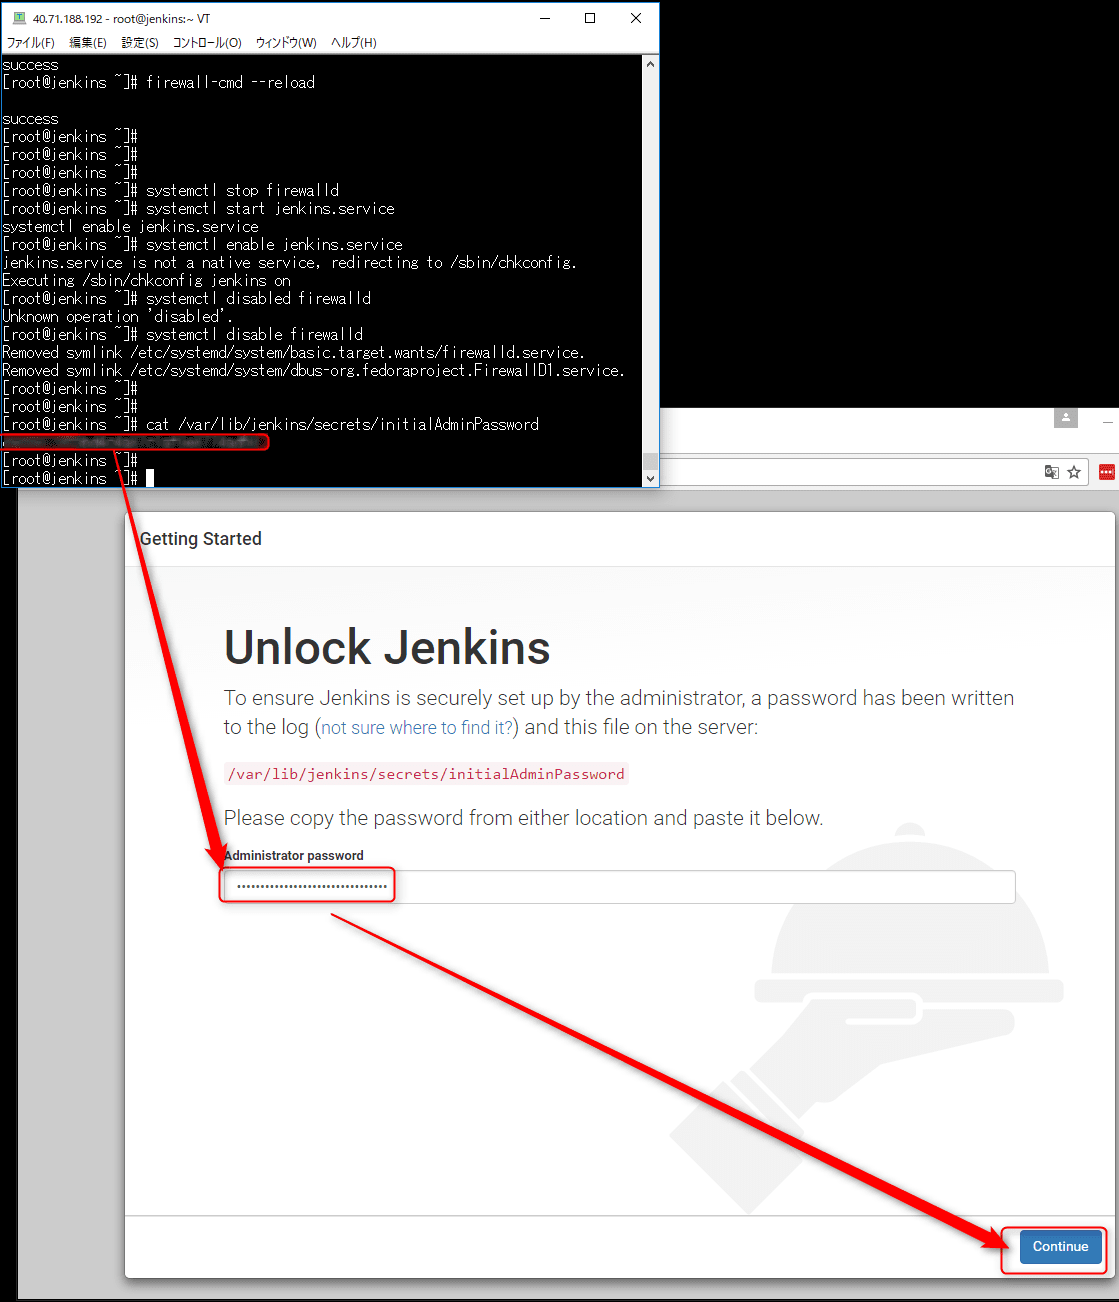 40.71.188.192 - root@jenkins:~ VT
ファイル(F) 編集(E) 設定(S) コントロール(O) ウィンドウ(W) ヘルプ(H)
success
[root@jenkins ~]# firewall-cmd --reload
success
[root@jenkins ~]#
[root@jenkins ~]#
[root@jenkins ~]#
[root@jenkins ~]# systemctl stop firewalld
[root@jenkins ~]# systemctl start jenkins.service
systemctl enable jenkins.service
[root@jenkins ~]# systemctl enable jenkins.service
jenkins.service is not a native service, redirecting to /sbin/chkconfig.
Executing /sbin/chkconfig jenkins on
[root@jenkins ~]# systemctl disabled firewalld
Unknown operation 'disabled'.
[root@jenkins ~]# systemctl disable firewalld
Removed symlink /etc/systemd/system/basic.target.wants/firewalld.service.
Removed symlink /etc/systemd/system/dbus-org.fedoraproject.FirewallD1.service.
[root@jenkins ~]#
[root@jenkins ~]#
[root@jenkins ~]# cat /var/lib/jenkins/secrets/initialAdminPassword
[root@jenkins ~]#
[root@jenkins ~]#
Getting Started
Unlock Jenkins
To ensure Jenkins is securely set up by the administrator, a password has been written
to the log (not sure where to find it?) and this file on the server:
/var/lib/jenkins/secrets/initialAdminPassword
Please copy the password from either location and paste it below.
Administrator password
Continue